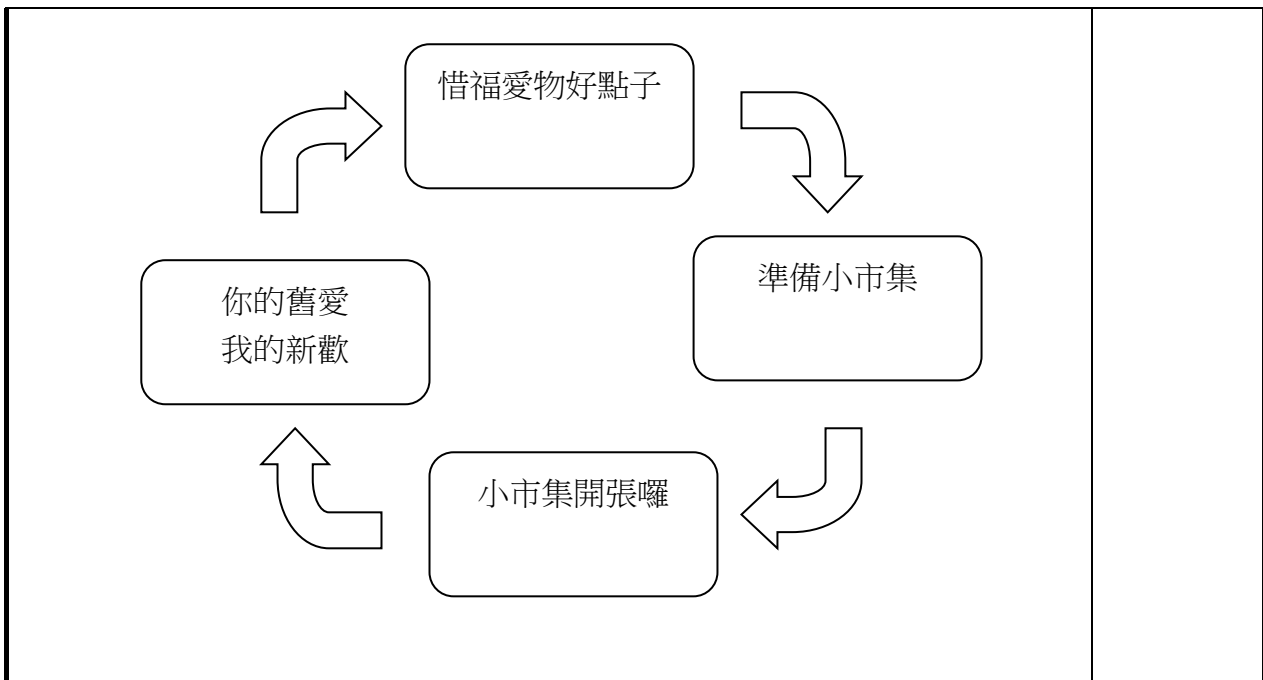 惜福愛物好點子
準備小市集
你的舊愛
我的新歡
小市集開張囉